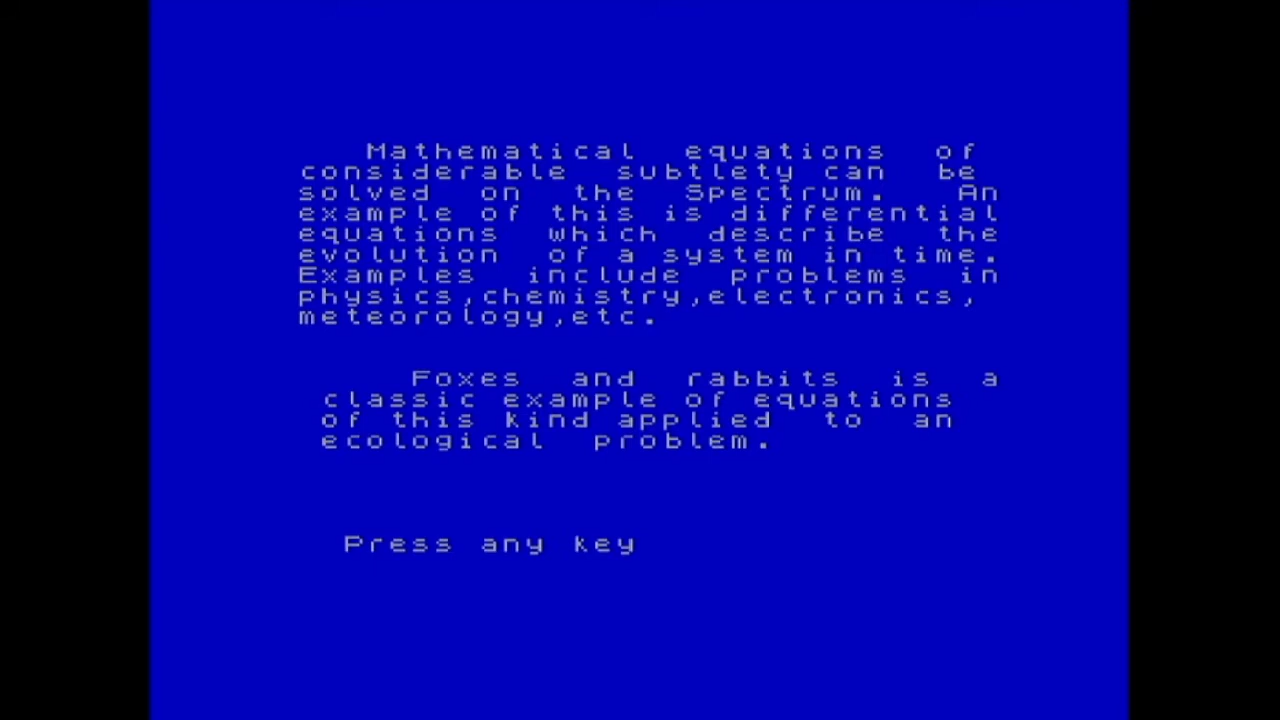 Mathematical equations of
considerable subtlety can be
solved on the Spectrum. An
example of this is differential
equations which describe the
evolution of a system in time.
Examples include problems in
physics,chemistry,electronics,
meteorology,etc.
Foxes and rabbits is a
classic example of equations
of this kind applied to an
ecological problem.
Press any key